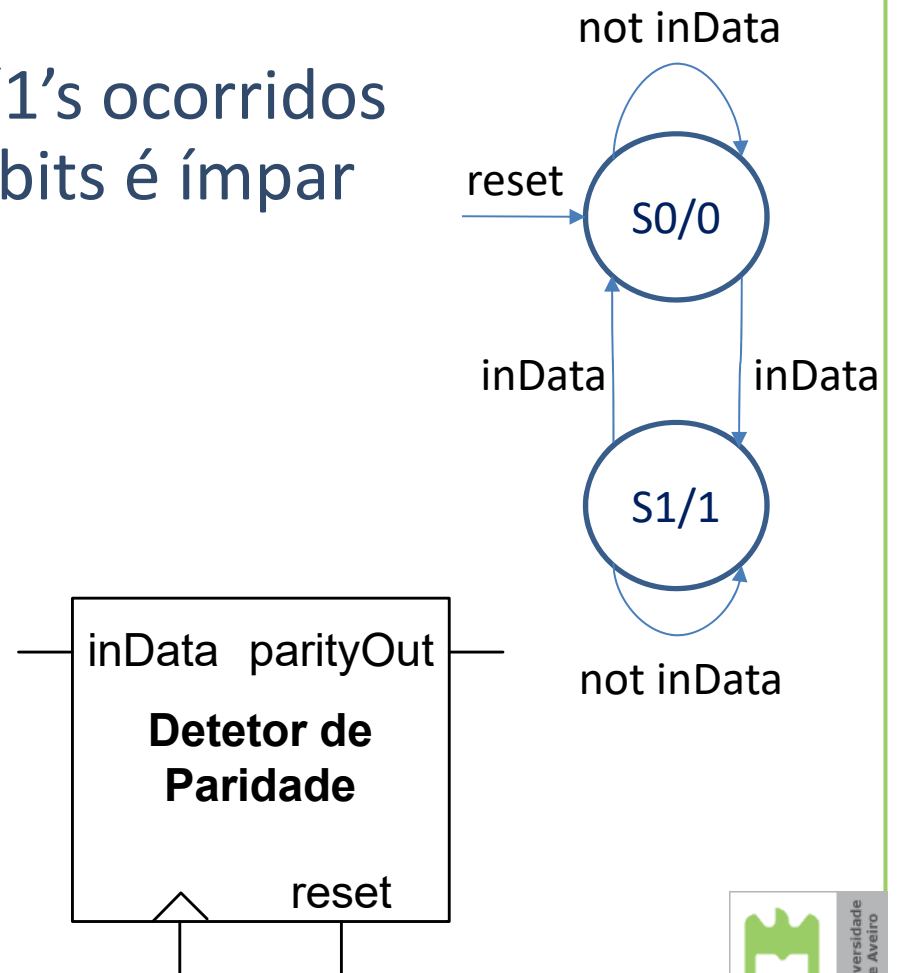 not inData
1's ocorridos
bits é ímpar
reset
S0/0
inData
inData
S1/1
not inData
inData parityOut
Detetor de
Paridade
reset